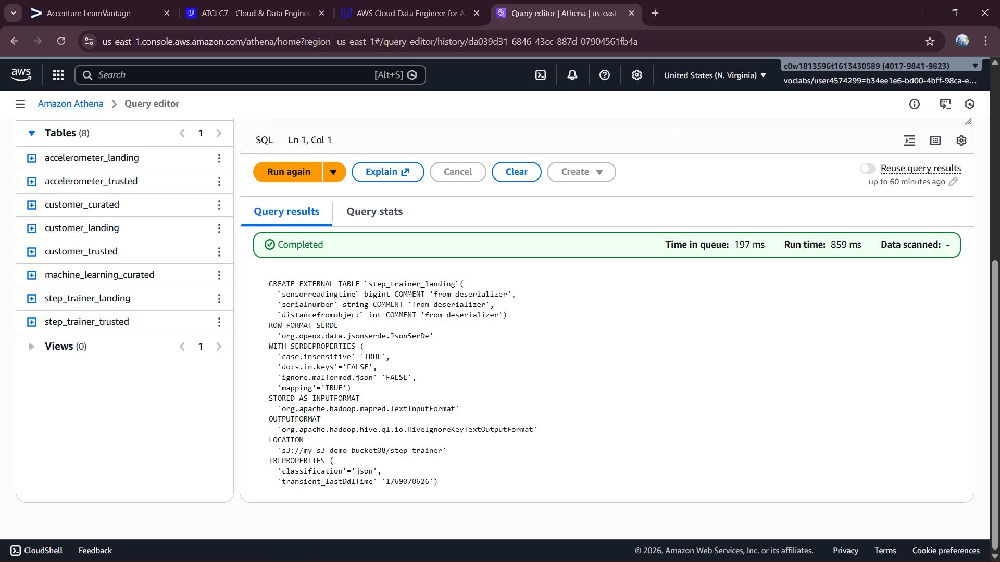 Accenture LearnVantage
ATCI C7 - Cloud & Data Enginee
AWS Cloud Data Engineer for A
Query editor | Athena | us-east-
us-east-1.console.aws.amazon.com/athena/home?region=us-east-1#/query-editor/history/da039d31-6846-43cc-887d-07904561fb4a
aws
Search
[Alt+S]
United States (N. Virginia)
c0w1813596t1613430589 (4017-9841-9823)
voclabs/user4574299=b34ee1e6-bd00-4bff-98ca-e...
Amazon Athena
Query editor
Tables (8)
1
accelerometer_landing
accelerometer_trusted
customer_curated
customer_landing
customer_trusted
machine_learning_curated
step_trainer_landing
step_trainer_trusted
Views (0)
1
SQL
Ln 1, Col 1
Run again
Explain
Cancel
Clear
Create
Reuse query results
up to 60 minutes ago
Query results
Query stats
Completed
Time in queue: 197 ms
Run time: 859 ms
Data scanned: -
CREATE EXTERNAL TABLE `step_trainer_landing`(
`sensorreadingtime` bigint COMMENT 'from deserializer',
`serialnumber` string COMMENT 'from deserializer',
`distancefromobject` int COMMENT 'from deserializer')
ROW FORMAT SERDE
'org.openx.data.jsonserde.JsonSerDe'
WITH SERDEPROPERTIES (
'case.insensitive'='TRUE',
'dots.in.keys'='FALSE',
'ignore.malformed.json'='FALSE',
'mapping'='TRUE')
STORED AS INPUTFORMAT
'org.apache.hadoop.mapred.TextInputFormat'
OUTPUTFORMAT
'org.apache.hadoop.hive.ql.io.HiveIgnoreKeyTextOutputFormat'
LOCATION
's3://my-s3-demo-bucket08/step_trainer'
TBLPROPERTIES (
'classification'='json',
'transient_lastDdlTime'='1769070626')
CloudShell
Feedback
© 2026, Amazon Web Services, Inc. or its affiliates.
Privacy
Terms
Cookie preferences